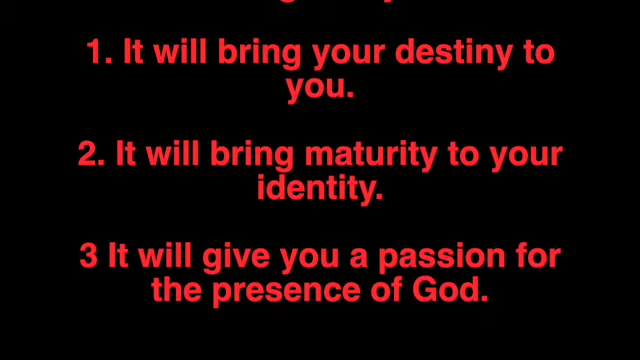 1. It will bring your destiny to
you.
2. It will bring maturity to your
identity.
3 It will give you a passion for
the presence of God.